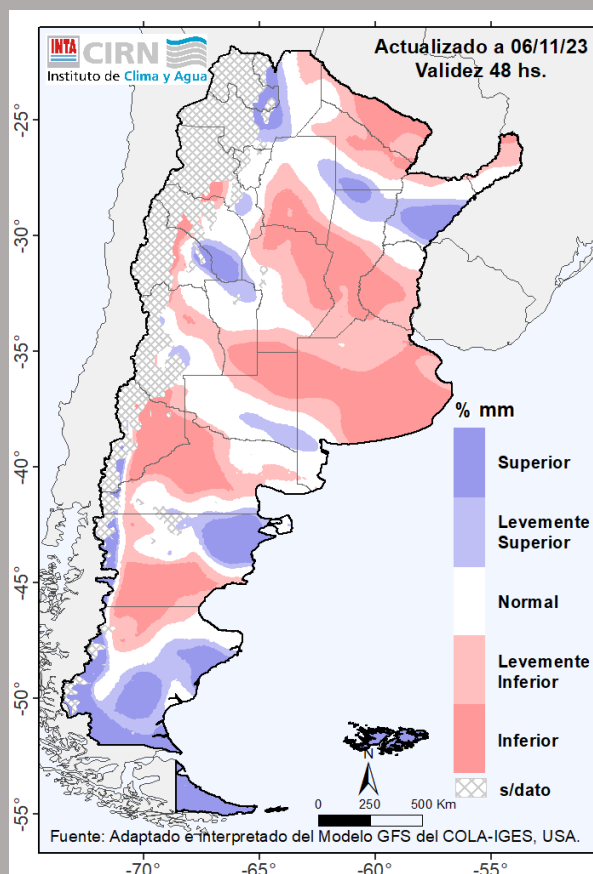 INTA CIRN
Instituto de Clima y Agua
Actualizado a 06/11/23
Validez 48 hs.
-25°
-30°
-35°
-40°
45°
50°
-55°
% mm
Superior
Levemente
Superior
Normal
Levemente
Inferior
Inferior
s/dato
N
0 250 500 Km
Fuente: Adaptado e interpretado del Modelo GFS del COLA-IGES, USA.
-70° -65° -60° -55°